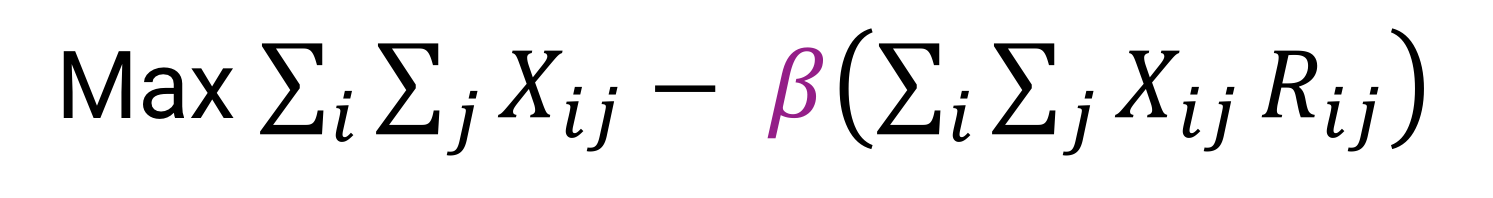 Max ∑ᵢ ∑ⱼ Xᵢⱼ − β(∑ᵢ ∑ⱼ Xᵢⱼ Rᵢⱼ)